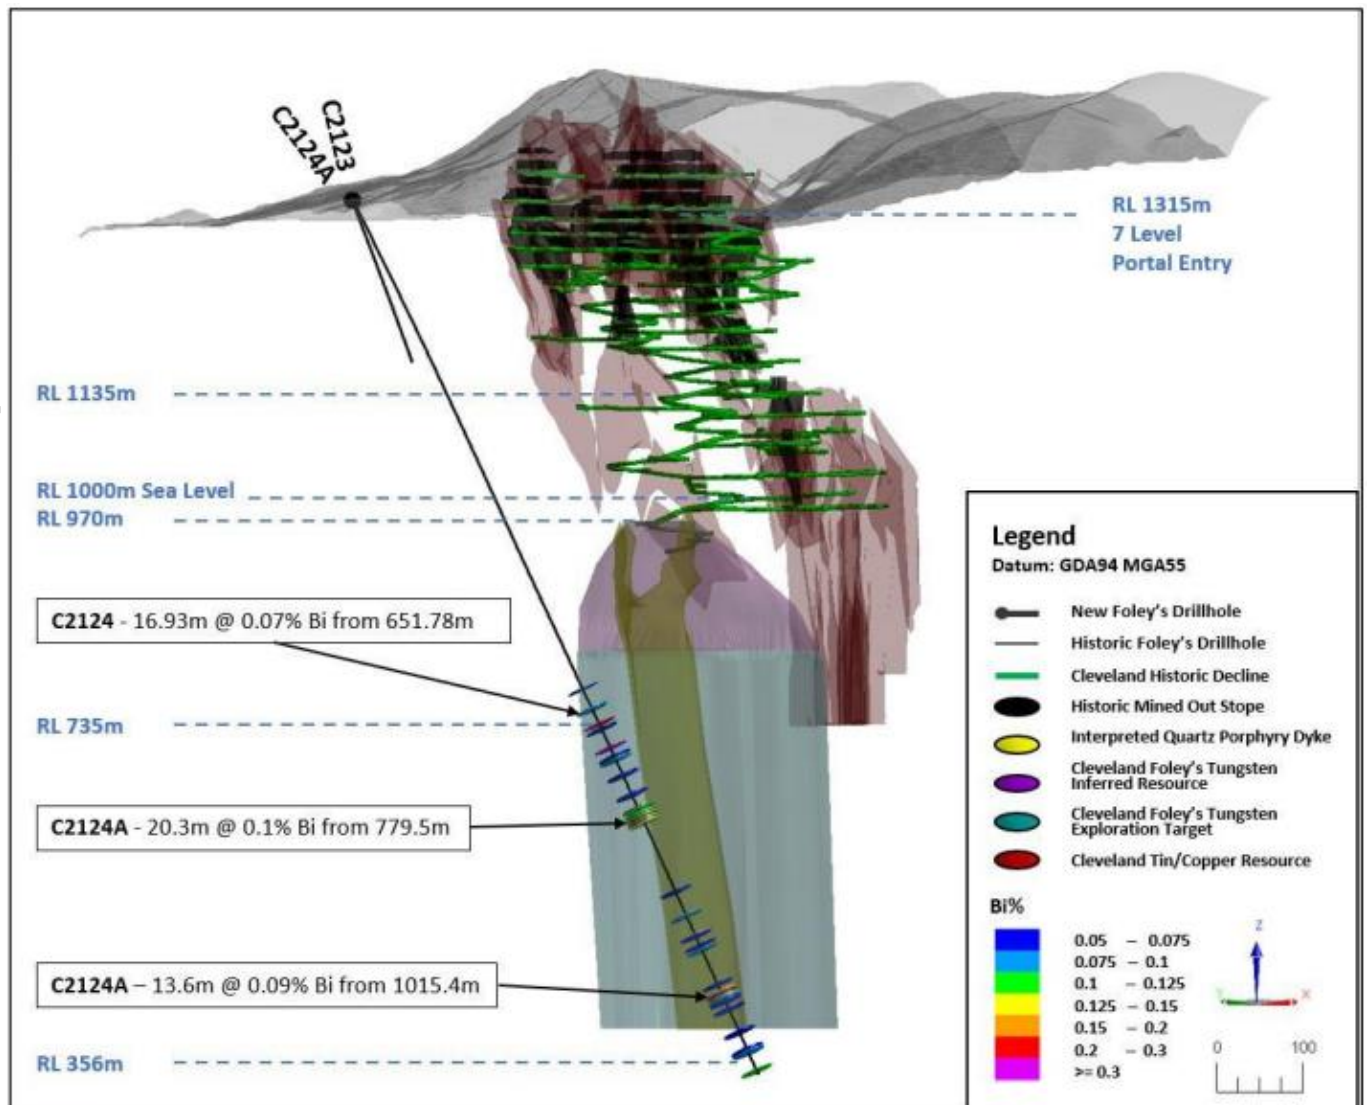 C2123
C2124A
RL 1315m
7 Level
Portal Entry
RL 1135m
RL 1000m Sea Level
RL 970m
C2124 - 16.93m @ 0.07% Bi from 651.78m
RL 735m
C2124A - 20.3m @ 0.1% Bi from 779.5m
C2124A – 13.6m @ 0.09% Bi from 1015.4m
RL 356m
Legend
Datum: GDA94 MGA55
New Foley's Drillhole
Historic Foley's Drillhole
Cleveland Historic Decline
Historic Mined Out Stope
Interpreted Quartz Porphyry Dyke
Cleveland Foley's Tungsten
Inferred Resource
Cleveland Foley's Tungsten
Exploration Target
Cleveland Tin/Copper Resource
Bi%
0.05 – 0.075
0.075 – 0.1
0.1 – 0.125
0.125 – 0.15
0.15 – 0.2
0.2 – 0.3
>= 0.3
Z
Y X
0 100